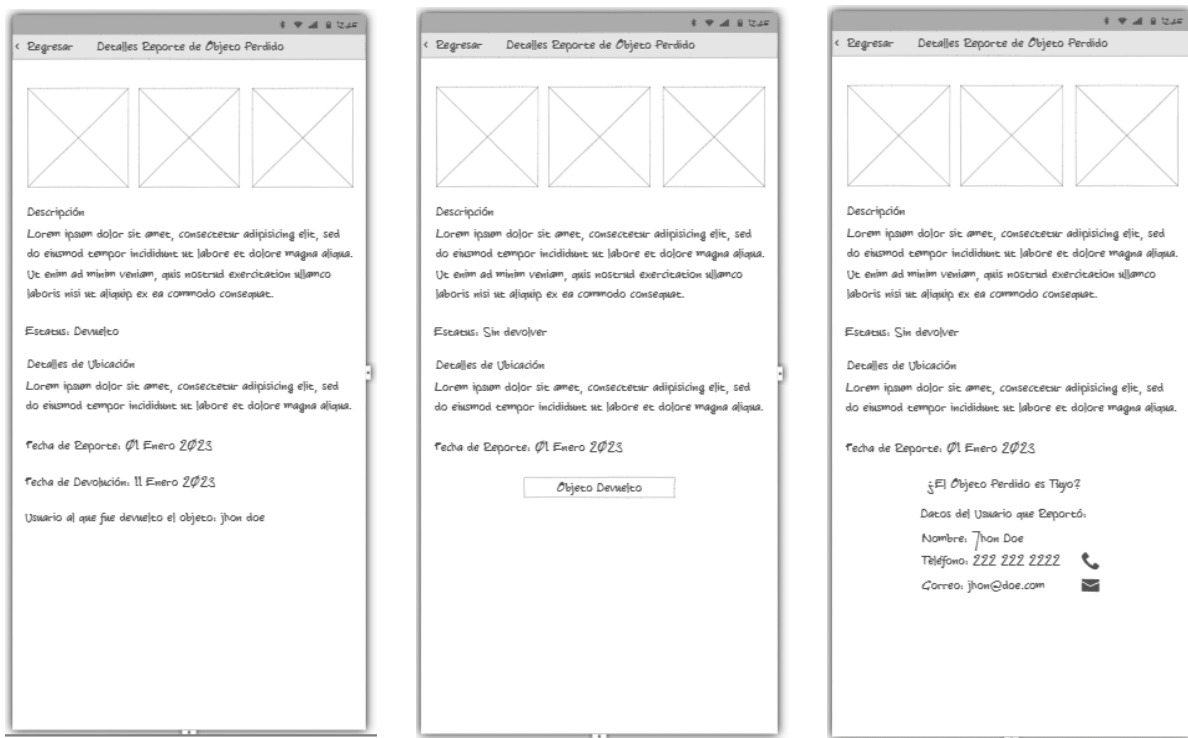 12:45
< Regresar Detalles Reporte de Objeto Perdido
Descripción
Lorem ipsum dolor sit amet, consectetur adipisicing elit, sed
do eiusmod tempor incididunt ut labore et dolore magna aliqua.
Ut enim ad minim veniam, quis nostrud exercitation ullamco
laboris nisi ut aliquip ex ea commodo consequat.
Estatus: Devuelto
Detalles de Ubicación
Lorem ipsum dolor sit amet, consectetur adipisicing elit, sed
do eiusmod tempor incididunt ut labore et dolore magna aliqua.
Fecha de Reporte: 01 Enero 2023
Fecha de Devolución: 11 Enero 2023
Usuario al que fue devuelto el objeto: jhon doe
12:45
< Regresar Detalles Reporte de Objeto Perdido
Descripción
Lorem ipsum dolor sit amet, consectetur adipisicing elit, sed
do eiusmod tempor incididunt ut labore et dolore magna aliqua.
Ut enim ad minim veniam, quis nostrud exercitation ullamco
laboris nisi ut aliquip ex ea commodo consequat.
Estatus: Sin devolver
Detalles de Ubicación
Lorem ipsum dolor sit amet, consectetur adipisicing elit, sed
do eiusmod tempor incididunt ut labore et dolore magna aliqua.
Fecha de Reporte: 01 Enero 2023
Objeto Devuelto
12:45
< Regresar Detalles Reporte de Objeto Perdido
Descripción
Lorem ipsum dolor sit amet, consectetur adipisicing elit, sed
do eiusmod tempor incididunt ut labore et dolore magna aliqua.
Ut enim ad minim veniam, quis nostrud exercitation ullamco
laboris nisi ut aliquip ex ea commodo consequat.
Estatus: Sin devolver
Detalles de Ubicación
Lorem ipsum dolor sit amet, consectetur adipisicing elit, sed
do eiusmod tempor incididunt ut labore et dolore magna aliqua.
Fecha de Reporte: 01 Enero 2023
¿El Objeto Perdido es Tuyo?
Datos del Usuario que Reportó:
Nombre: Jhon Doe
Teléfono: 222 222 2222
Correo: jhon@doe.com